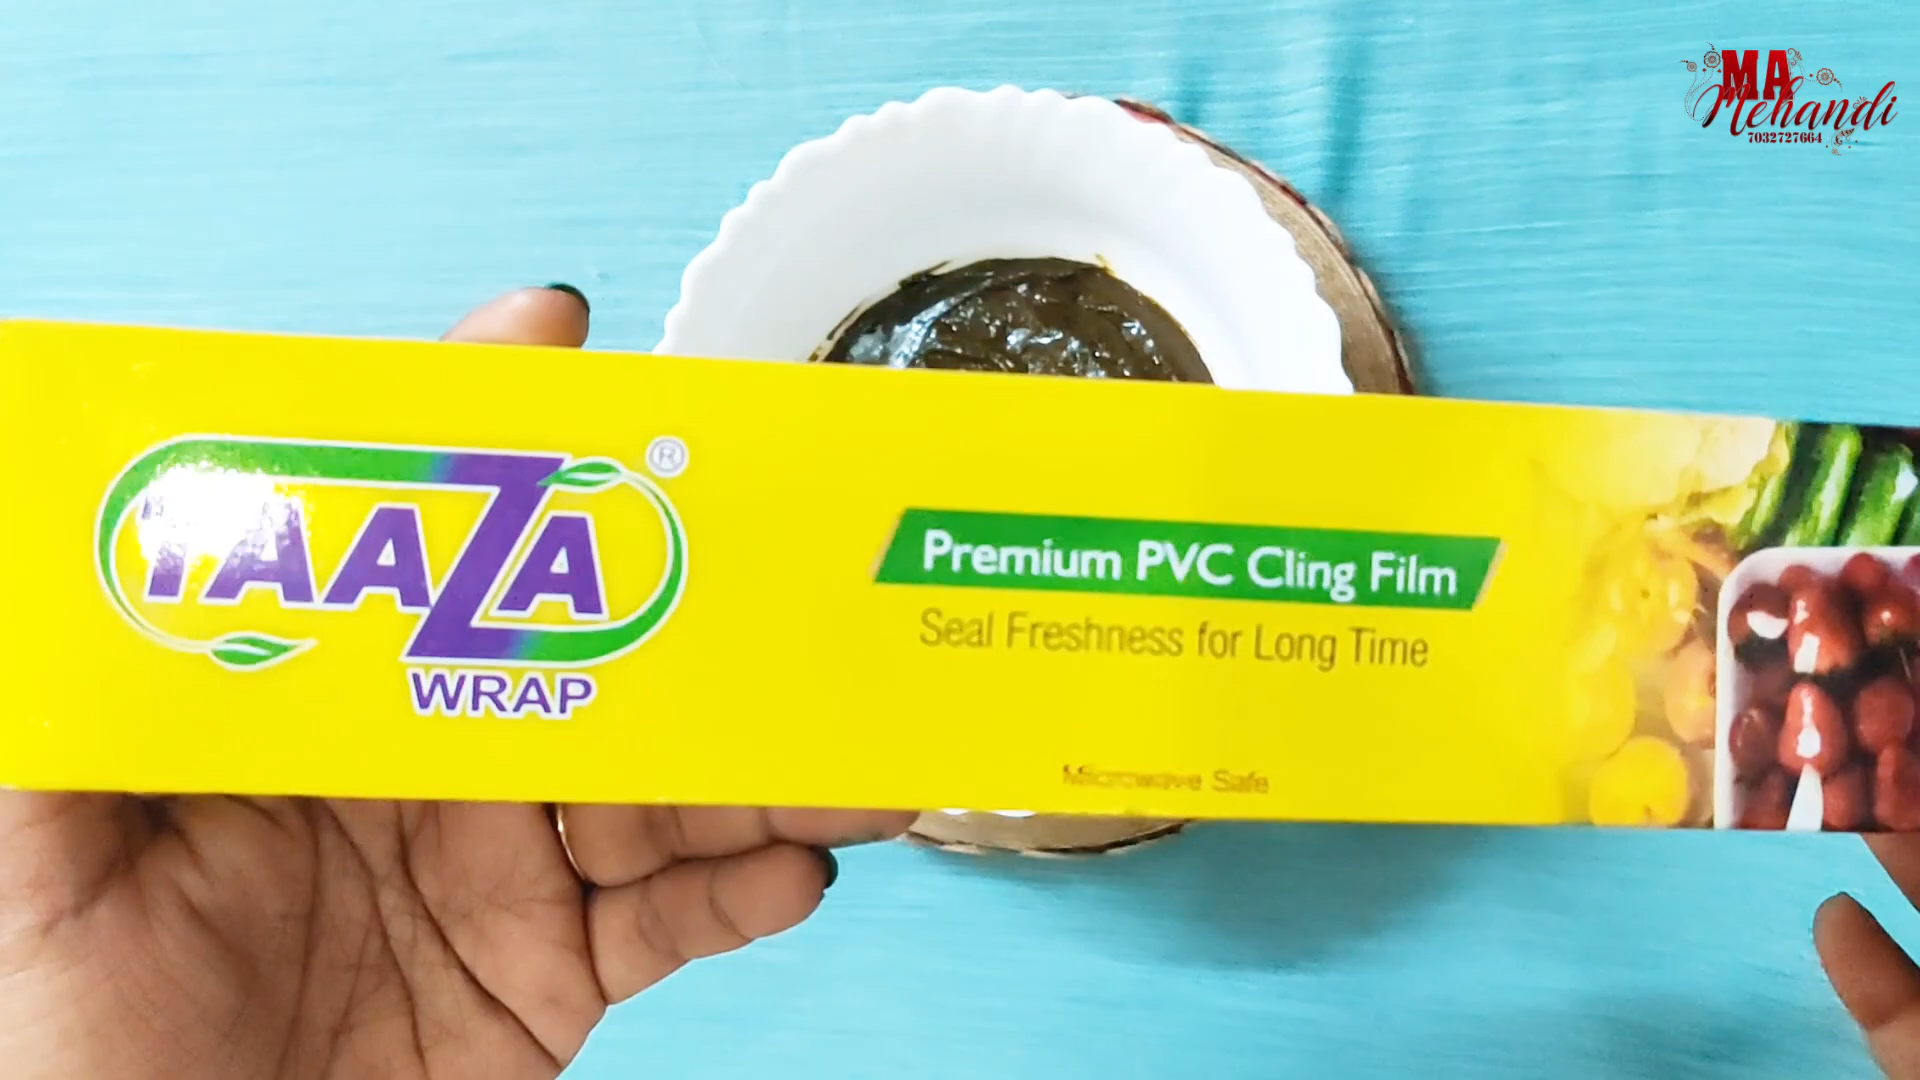 MA
Mehandi
7032727664
TAAZA
®
WRAP
Premium PVC Cling Film
Seal Freshness for Long Time
Microwave Safe